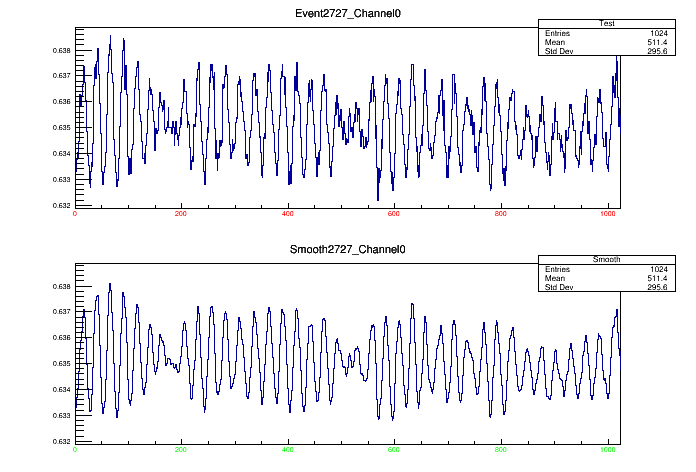 Event2727_Channel0
Test
Entries 1024
Mean 511.4
Std Dev 295.6
0.638
0.637
0.636
0.635
0.634
0.633
0.632
0 200 400 600 800 1000
Smooth2727_Channel0
Smooth
Entries 1024
Mean 511.4
Std Dev 295.6
0.638
0.637
0.636
0.635
0.634
0.633
0.632
0 200 400 600 800 1000